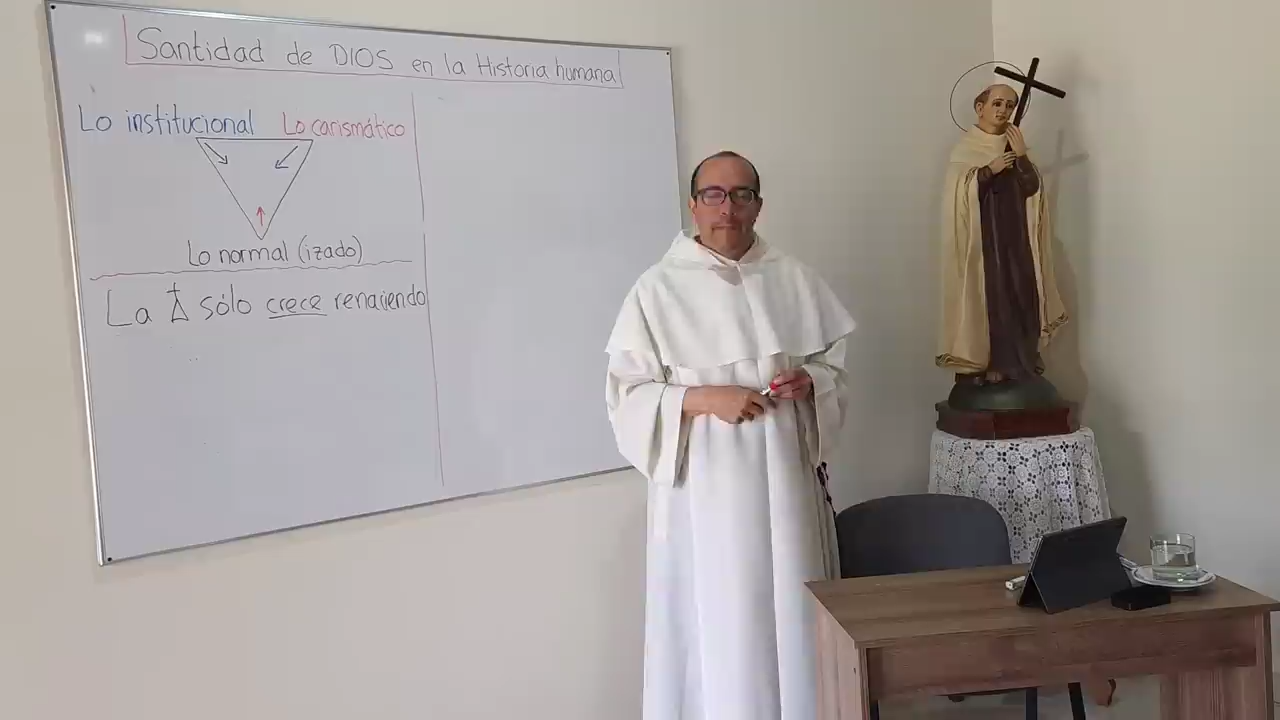 Santidad de DIOS en la Historia humana
Lo institucional Lo carismático
Lo normal (izado)
La sólo crece renaciendo